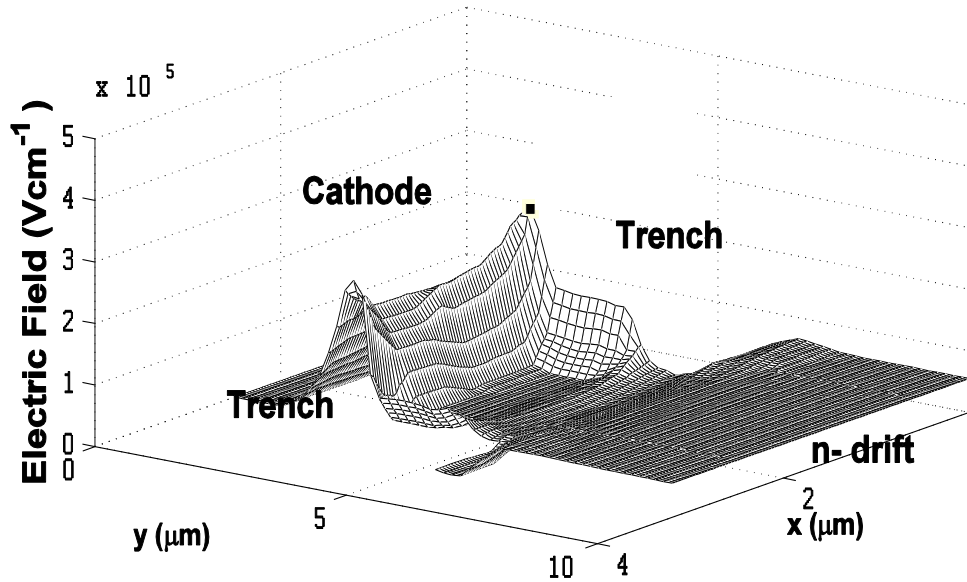 x 10 5
Electric Field (Vcm-1 )
5
4
3
2
1
0
0
Cathode
Trench
Trench
n- drift
5
10
2
4
y (μm)
x (μm)